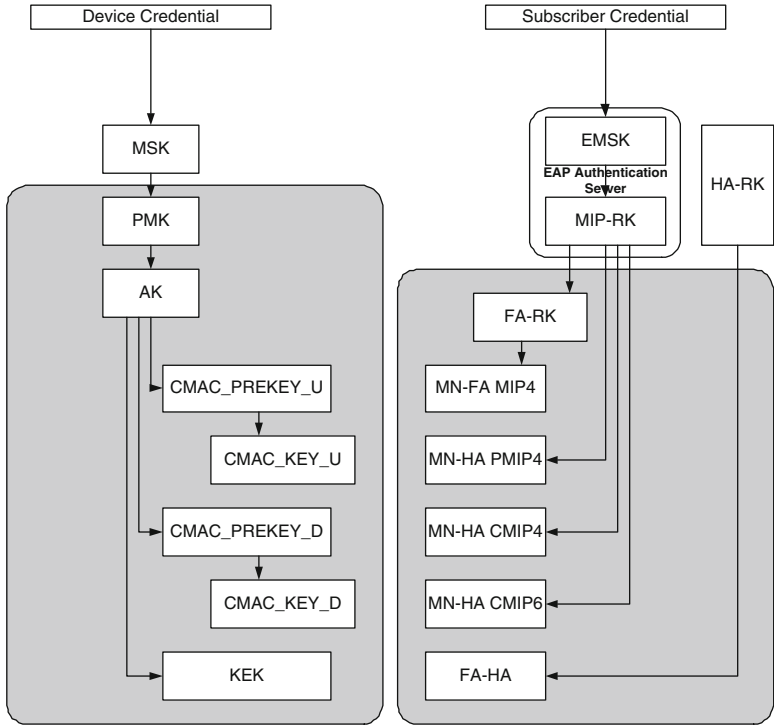 Device Credential
Subscriber Credential
MSK
EMSK
EAP Authentication
Server
HA-RK
PMK
MIP-RK
AK
FA-RK
CMAC_PREKEY_U
MN-FA MIP4
CMAC_KEY_U
MN-HA PMIP4
CMAC_PREKEY_D
MN-HA CMIP4
CMAC_KEY_D
MN-HA CMIP6
KEK
FA-HA